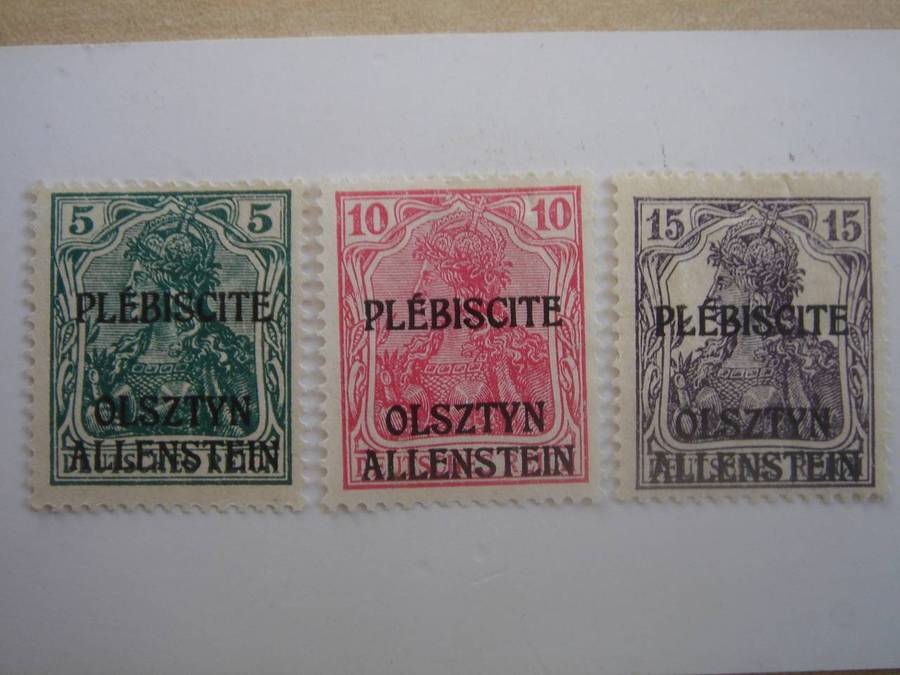 5 5
PLÉBISCITE
OLSZTYN
ALLENSTEIN
10 10
PLÉBISCITE
OLSZTYN
ALLENSTEIN
15 15
PLÉBISCITE
OLSZTYN
ALLENSTEIN